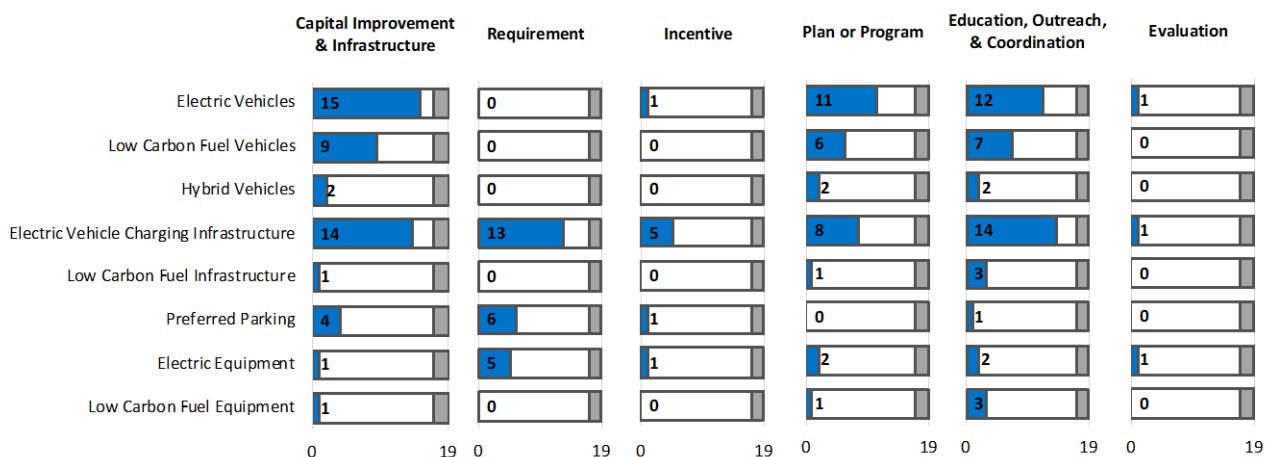 Capital Improvement
& Infrastructure
Requirement
Incentive
Plan or Program
Education, Outreach,
& Coordination
Evaluation
Electric Vehicles 15 0 1 11 12 1
Low Carbon Fuel Vehicles 9 0 0 6 7 0
Hybrid Vehicles 2 0 0 2 2 0
Electric Vehicle Charging Infrastructure 14 13 5 8 14 1
Low Carbon Fuel Infrastructure 1 0 0 1 3 0
Preferred Parking 4 6 1 0 1 0
Electric Equipment 1 5 1 2 2 1
Low Carbon Fuel Equipment 1 0 0 1 3 0
0 19 0 19 0 19 0 19 0 19 0 19